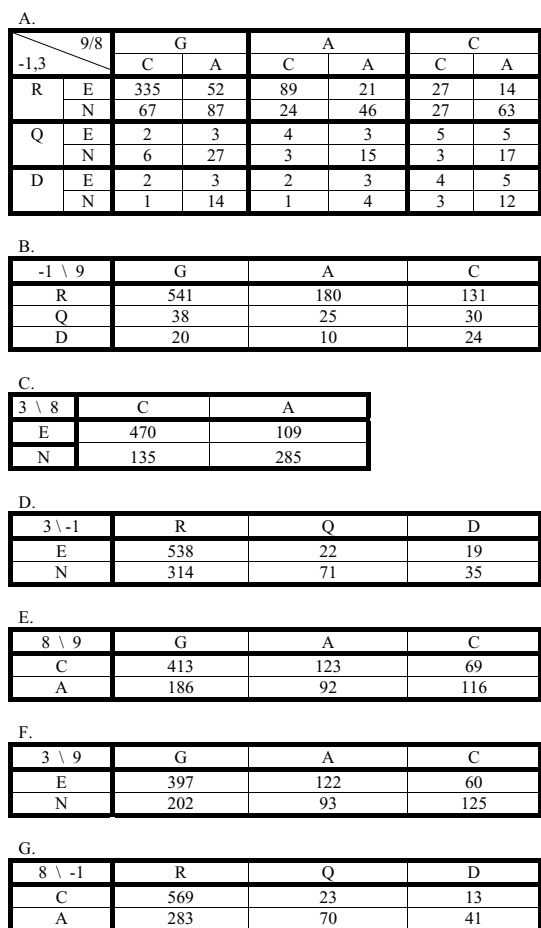 A.
9/8 G A C
-1,3 C A C A C A
R E 335 52 89 21 27 14
N 67 87 24 46 27 63
Q E 2 3 4 3 5 5
N 6 27 3 15 3 17
D E 2 3 2 3 4 5
N 1 14 1 4 3 12
B.
-1 \ 9 G A C
R 541 180 131
Q 38 25 30
D 20 10 24
C.
3 \ 8 C A
E 470 109
N 135 285
D.
3 \ -1 R Q D
E 538 22 19
N 314 71 35
E.
8 \ 9 G A C
C 413 123 69
A 186 92 116
F.
3 \ 9 G A C
E 397 122 60
N 202 93 125
G.
8 \ -1 R Q D
C 569 23 13
A 283 70 41